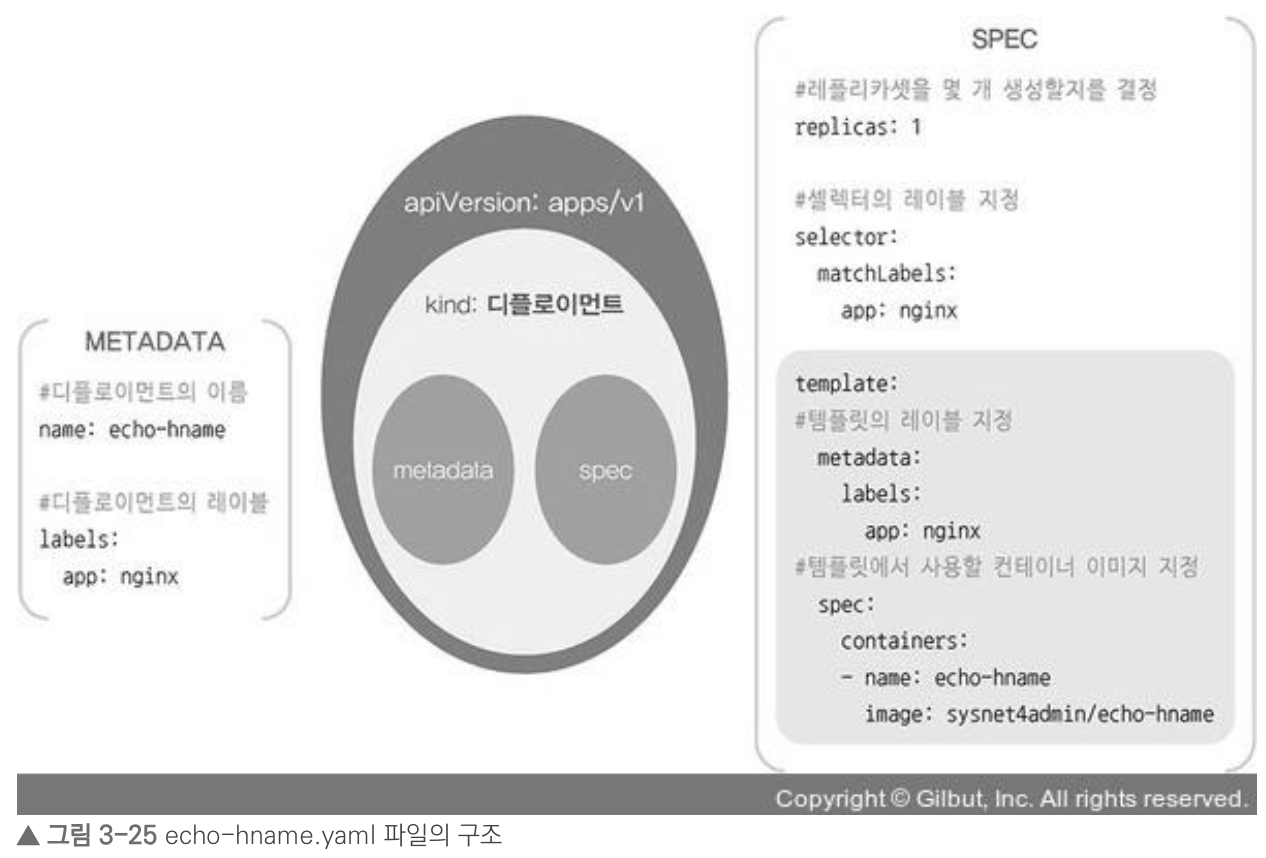 METADATA
#디플로이먼트의 이름
name: echo-hname
#디플로이먼트의 레이블
labels:
  app: nginx
apiVersion: apps/v1
kind: 디플로이먼트
metadata
spec
SPEC
#레플리카셋을 몇 개 생성할지를 결정
replicas: 1
#셀렉터의 레이블 지정
selector:
  matchLabels:
    app: nginx
template:
#템플릿의 레이블 지정
  metadata:
    labels:
      app: nginx
#템플릿에서 사용할 컨테이너 이미지 지정
  spec:
    containers:
    - name: echo-hname
      image: sysnet4admin/echo-hname
Copyright © Gilbut, Inc. All rights reserved.
▲ 그림 3-25 echo-hname.yaml 파일의 구조